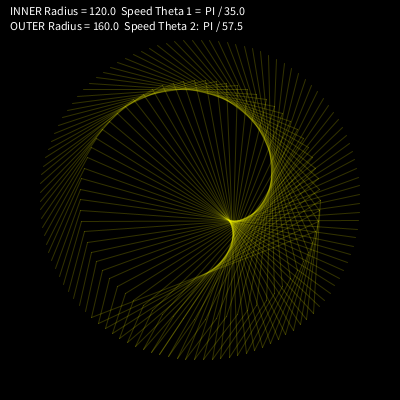 INNER Radius = 120.0  Speed Theta 1 = PI / 35.0
OUTER Radius = 160.0  Speed Theta 2: PI / 57.5